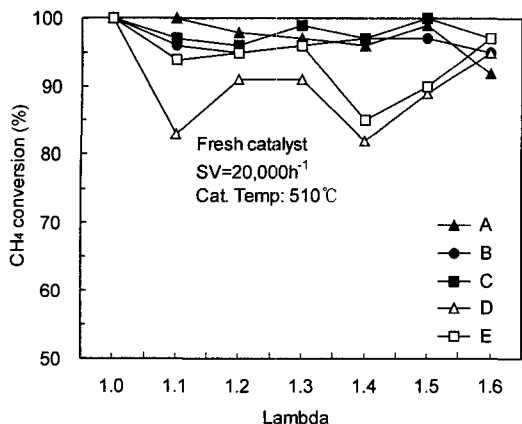 100
90
80
70
60
50
CH₄ conversion (%)
Fresh catalyst
SV=20,000h⁻¹
Cat. Temp: 510℃
A
B
C
D
E
1.0 1.1 1.2 1.3 1.4 1.5 1.6
Lambda